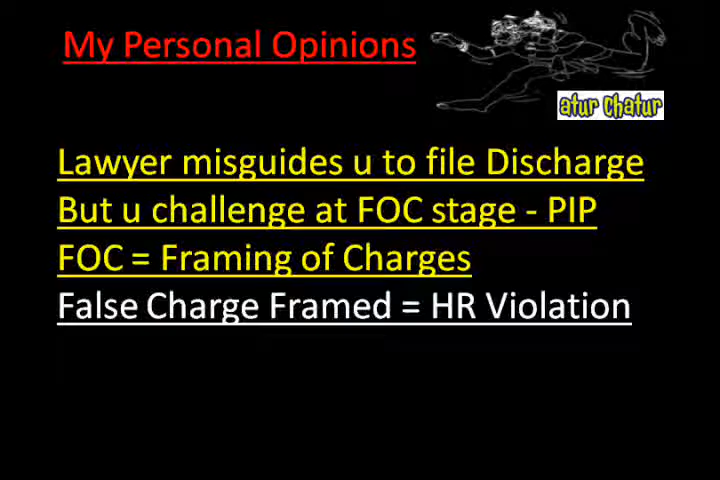 My Personal Opinions
atur chatur
Lawyer misguides u to file Discharge
But u challenge at FOC stage - PIP
FOC = Framing of Charges
False Charge Framed = HR Violation